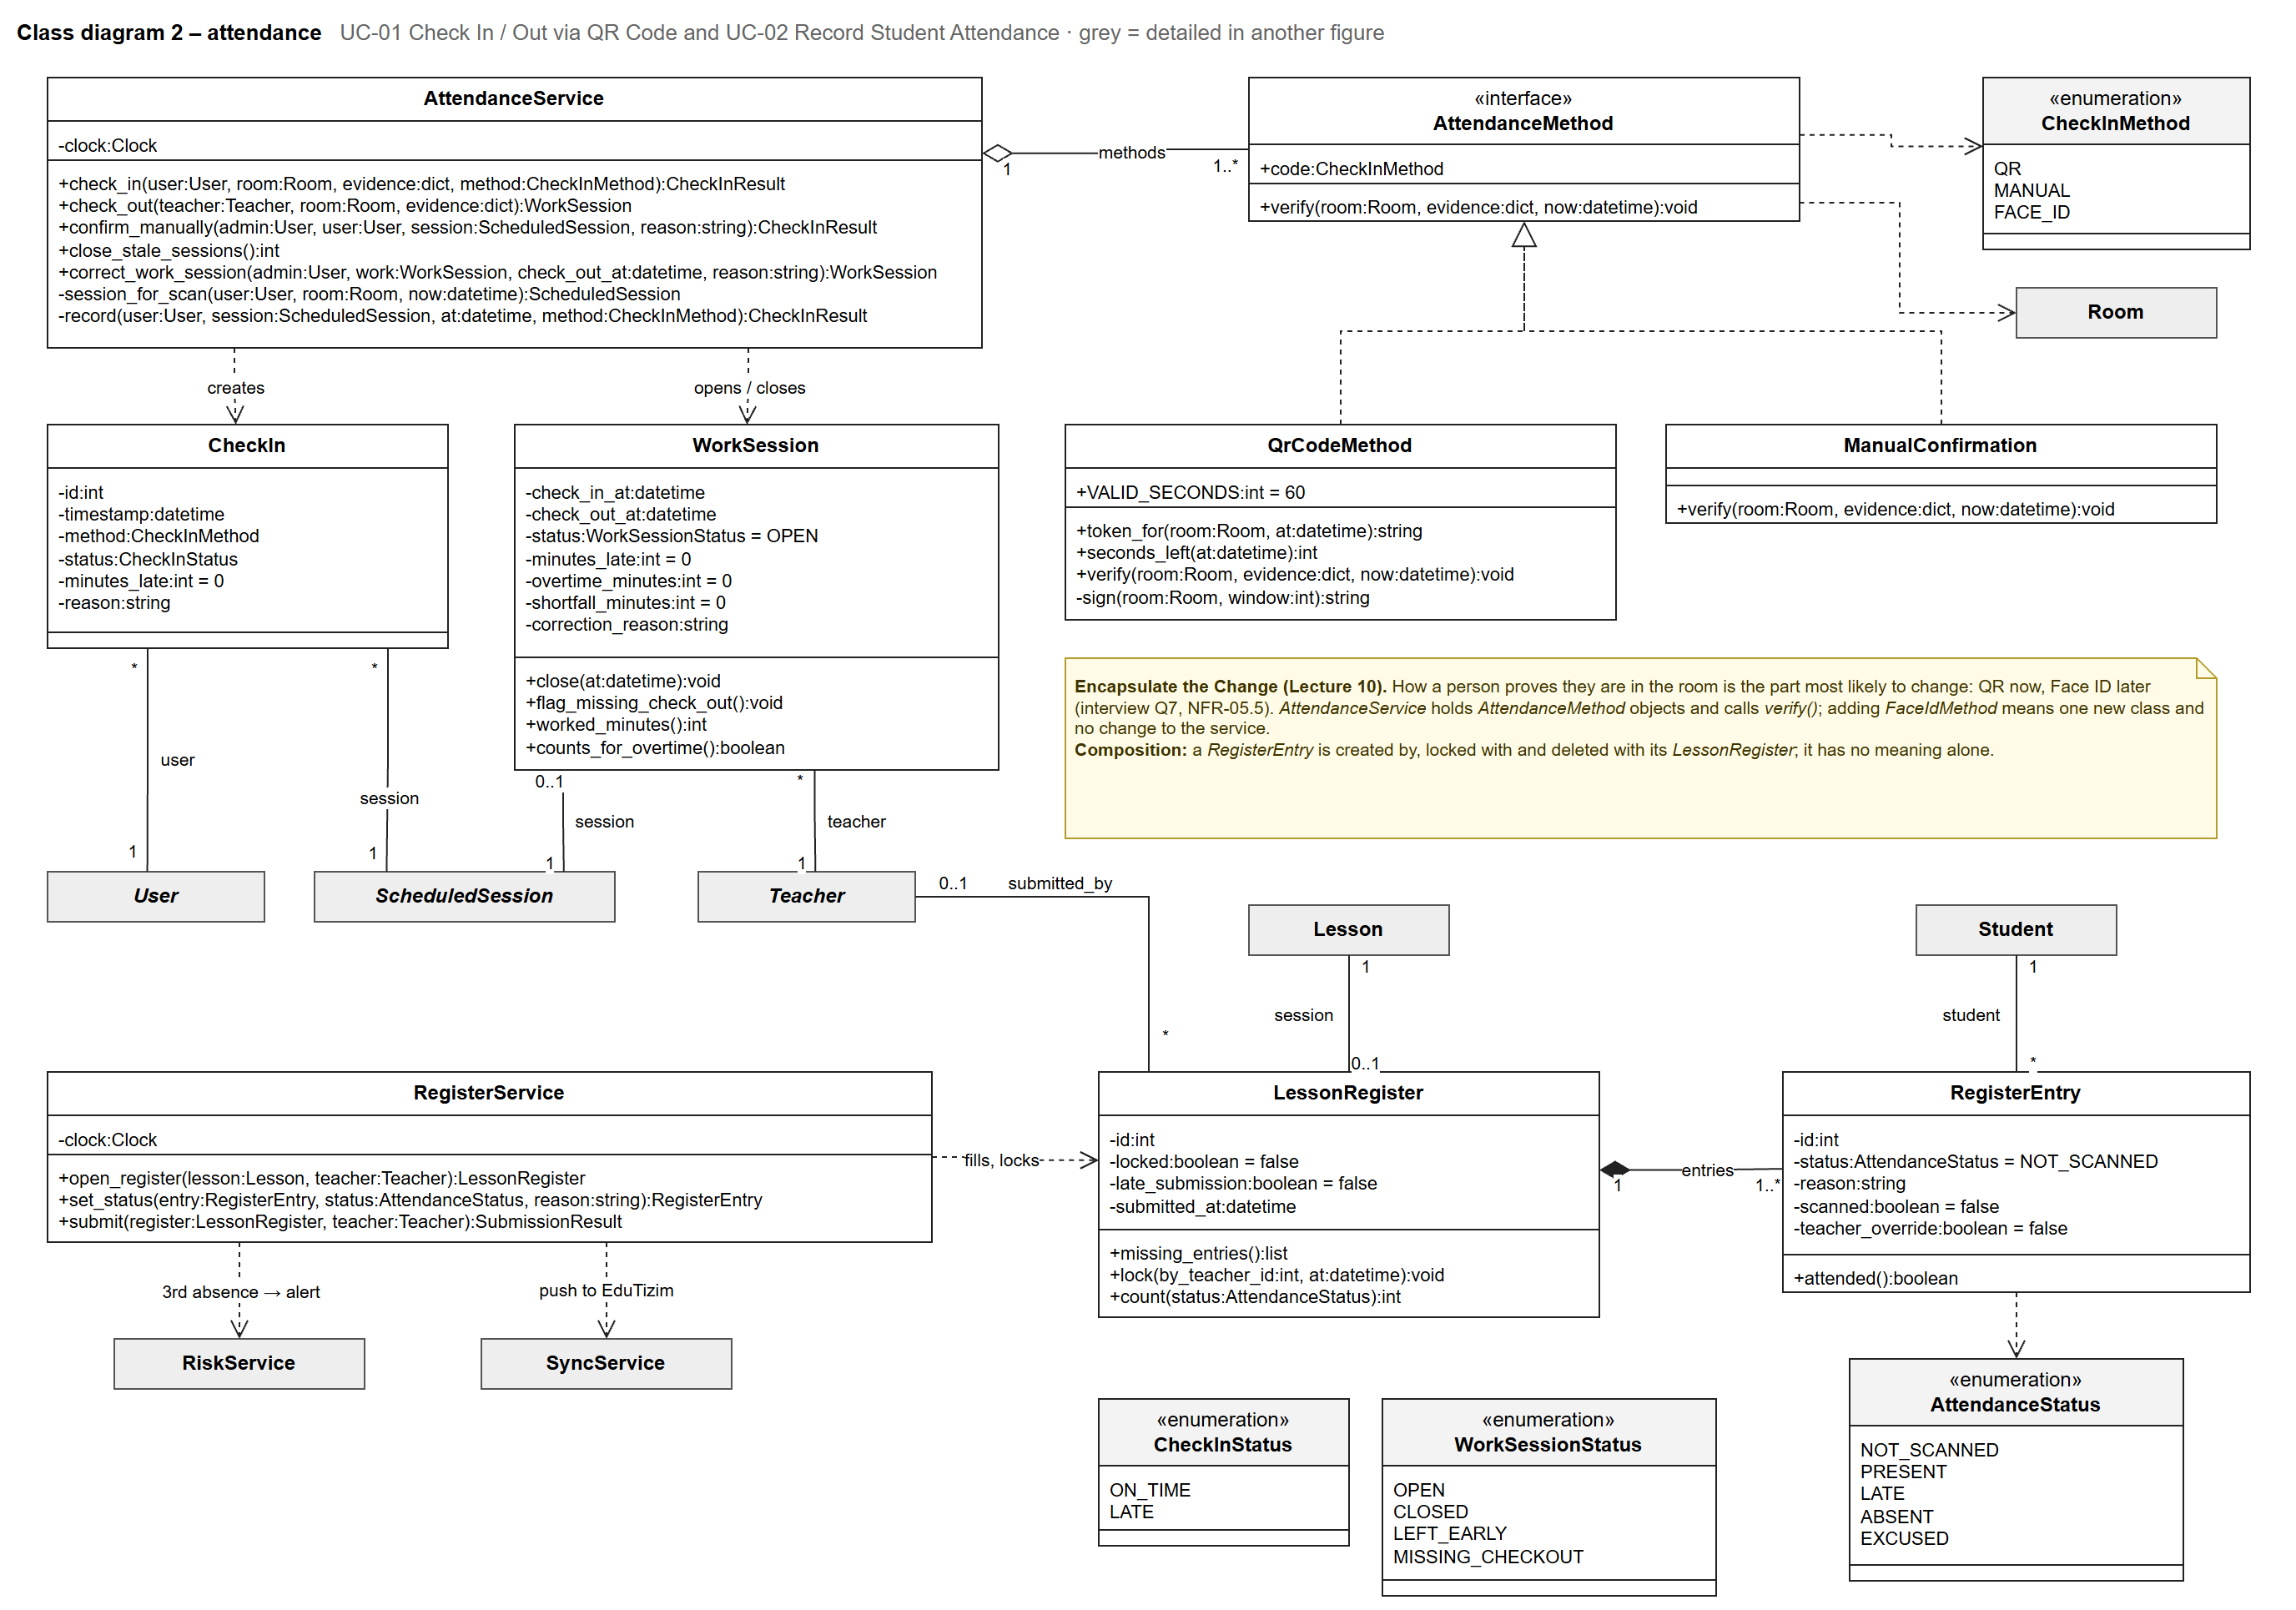 Class diagram 2 – attendance UC-01 Check In / Out via QR Code and UC-02 Record Student Attendance · grey = detailed in another figure
AttendanceService
-clock:Clock
+check_in(user:User, room:Room, evidence:dict, method:CheckInMethod):CheckInResult
+check_out(teacher:Teacher, room:Room, evidence:dict):WorkSession
+confirm_manually(admin:User, user:User, session:ScheduledSession, reason:string):CheckInResult
+close_stale_sessions():int
+correct_work_session(admin:User, work:WorkSession, check_out_at:datetime, reason:string):WorkSession
-session_for_scan(user:User, room:Room, now:datetime):ScheduledSession
-record(user:User, session:ScheduledSession, at:datetime, method:CheckInMethod):CheckInResult
1
methods
1..*
«interface»
AttendanceMethod
+code:CheckInMethod
+verify(room:Room, evidence:dict, now:datetime):void
«enumeration»
CheckInMethod
QR
MANUAL
FACE_ID
Room
creates
opens / closes
CheckIn
-id:int
-timestamp:datetime
-method:CheckInMethod
-status:CheckInStatus
-minutes_late:int = 0
-reason:string
WorkSession
-check_in_at:datetime
-check_out_at:datetime
-status:WorkSessionStatus = OPEN
-minutes_late:int = 0
-overtime_minutes:int = 0
-shortfall_minutes:int = 0
-correction_reason:string
+close(at:datetime):void
+flag_missing_check_out():void
+worked_minutes():int
+counts_for_overtime():boolean
QrCodeMethod
+VALID_SECONDS:int = 60
+token_for(room:Room, at:datetime):string
+seconds_left(at:datetime):int
+verify(room:Room, evidence:dict, now:datetime):void
-sign(room:Room, window:int):string
ManualConfirmation
+verify(room:Room, evidence:dict, now:datetime):void
Encapsulate the Change (Lecture 10). How a person proves they are in the room is the part most likely to change: QR now, Face ID later
(interview Q7, NFR-05.5). AttendanceService holds AttendanceMethod objects and calls verify(); adding FaceIdMethod means one new class and
no change to the service.
Composition: a RegisterEntry is created by, locked with and deleted with its LessonRegister; it has no meaning alone.
*
user
1
*
session
1
0..1
session
1
*
teacher
1
User
ScheduledSession
Teacher
0..1
submitted_by
*
Lesson
1
session
0..1
Student
1
student
*
RegisterService
-clock:Clock
+open_register(lesson:Lesson, teacher:Teacher):LessonRegister
+set_status(entry:RegisterEntry, status:AttendanceStatus, reason:string):RegisterEntry
+submit(register:LessonRegister, teacher:Teacher):SubmissionResult
fills, locks
LessonRegister
-id:int
-locked:boolean = false
-late_submission:boolean = false
-submitted_at:datetime
+missing_entries():list
+lock(by_teacher_id:int, at:datetime):void
+count(status:AttendanceStatus):int
1
entries
1..*
RegisterEntry
-id:int
-status:AttendanceStatus = NOT_SCANNED
-reason:string
-scanned:boolean = false
-teacher_override:boolean = false
+attended():boolean
3rd absence → alert
push to EduTizim
RiskService
SyncService
«enumeration»
CheckInStatus
ON_TIME
LATE
«enumeration»
WorkSessionStatus
OPEN
CLOSED
LEFT_EARLY
MISSING_CHECKOUT
«enumeration»
AttendanceStatus
NOT_SCANNED
PRESENT
LATE
ABSENT
EXCUSED